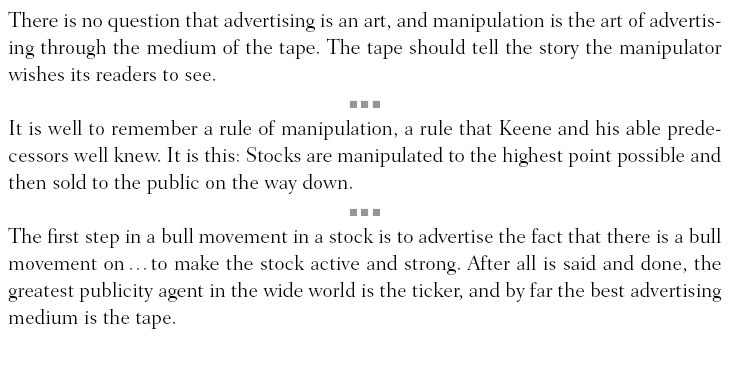 There is no question that advertising is an art, and manipulation is the art of advertis-
ing through the medium of the tape. The tape should tell the story the manipulator
wishes its readers to see.
It is well to remember a rule of manipulation, a rule that Keene and his able prede-
cessors well knew. It is this: Stocks are manipulated to the highest point possible and
then sold to the public on the way down.
The first step in a bull movement in a stock is to advertise the fact that there is a bull
movement on…to make the stock active and strong. After all is said and done, the
greatest publicity agent in the wide world is the ticker, and by far the best advertising
medium is the tape.